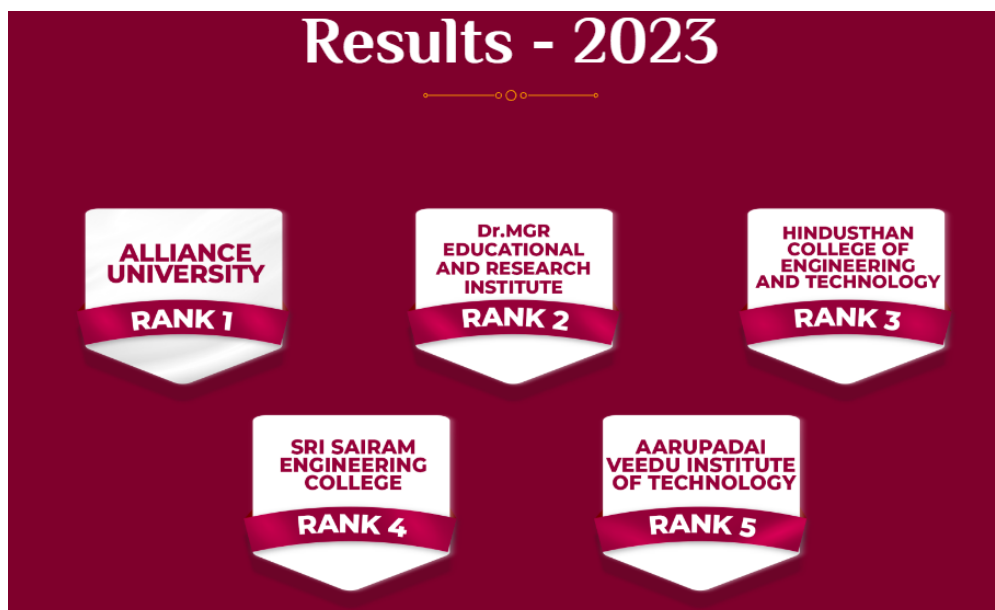 Results - 2023
ALLIANCE
UNIVERSITY
RANK 1
Dr.MGR
EDUCATIONAL
AND RESEARCH
INSTITUTE
RANK 2
HINDUSTHAN
COLLEGE OF
ENGINEERING
AND TECHNOLOGY
RANK 3
SRI SAIRAM
ENGINEERING
COLLEGE
RANK 4
AARUPADAI
VEEDU INSTITUTE
OF TECHNOLOGY
RANK 5